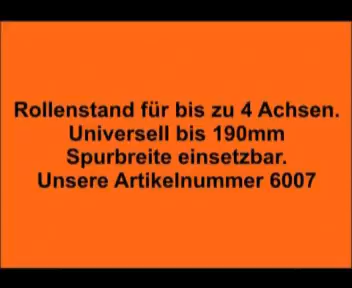 Rollenstand für bis zu 4 Achsen.
Universell bis 190mm
Spurbreite einsetzbar.
Unsere Artikelnummer 6007